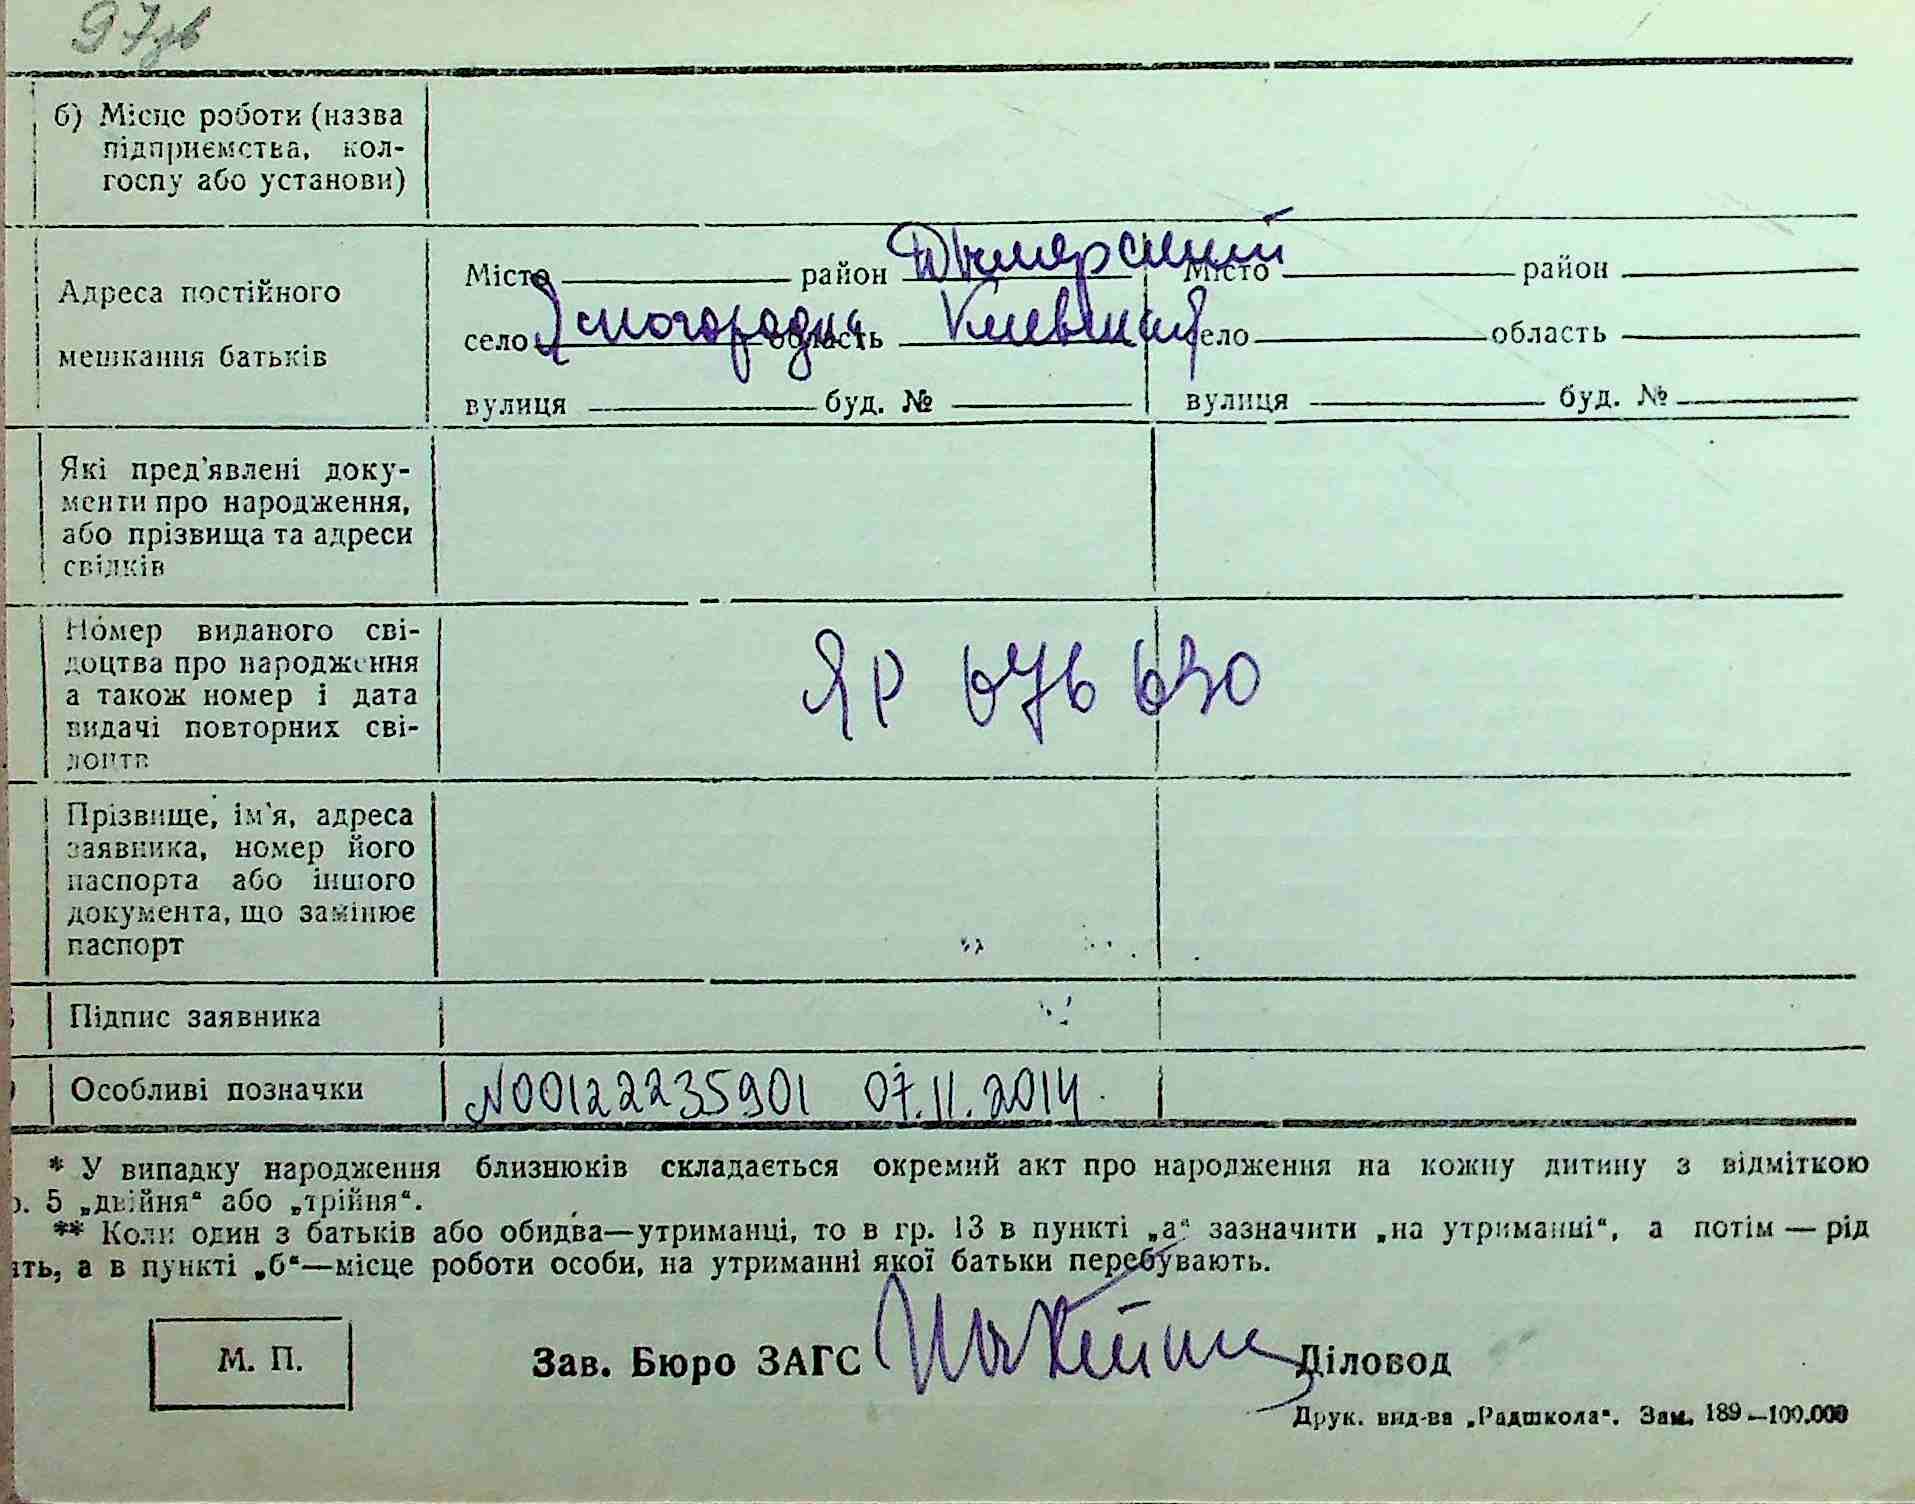 97зв
б) Місце роботи (назва
підприємства, кол-
госпу або установи)
Адреса постійного
мешкання батьків
Місто район Дымерский
село Ясногородка область Киевская
вулиця буд. №
Місто район
село область
вулиця буд. №
Які пред'явлені доку-
менти про народження,
або прізвища та адреси
свідків
Номер виданого сві-
доцтва про народження
а також номер і дата
видачі повторних сві-
доцтв
ЯР 676 630
Прізвище, ім'я, адреса
заявника, номер його
паспорта або іншого
документа, що замінює
паспорт
Підпис заявника
Особливі позначки
N00122235901 07.11.2014.
* У випадку народження близнюків складається окремий акт про народження на кожну дитину з відміткою
р. 5 „двійня“ або „трійня“.
** Коли один з батьків або обидва—утриманці, то в гр. 13 в пункті „а“ зазначити „на утриманні“, а потім — рід
ять, а в пункті „б“—місце роботи особи, на утриманні якої батьки перебувають.
М. П.
Зав. Бюро ЗАГС
Діловод
Друк. вид-ва „Радшкола“. Зам. 189—100.000